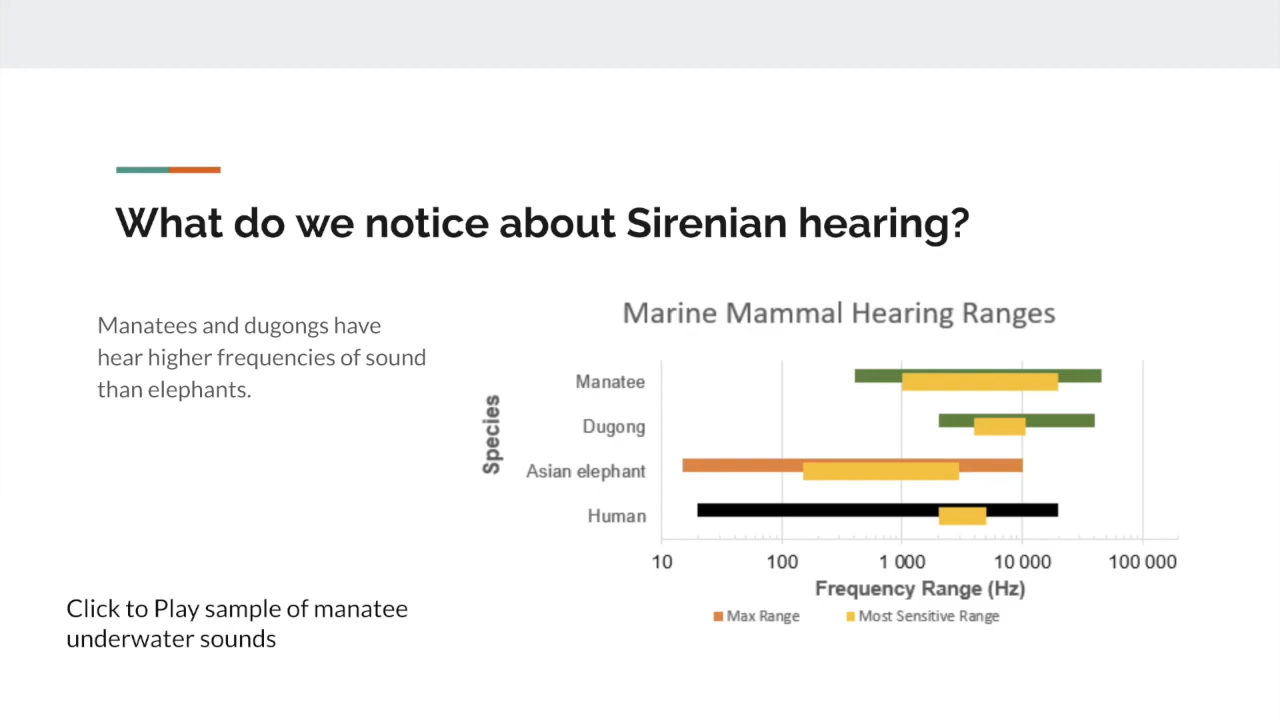 What do we notice about Sirenian hearing?
Manatees and dugongs have
hear higher frequencies of sound
than elephants.
Click to Play sample of manatee
underwater sounds
Marine Mammal Hearing Ranges
Species
Manatee
Dugong
Asian elephant
Human
10 100 1 000 10 000 100 000
Frequency Range (Hz)
Max Range Most Sensitive Range